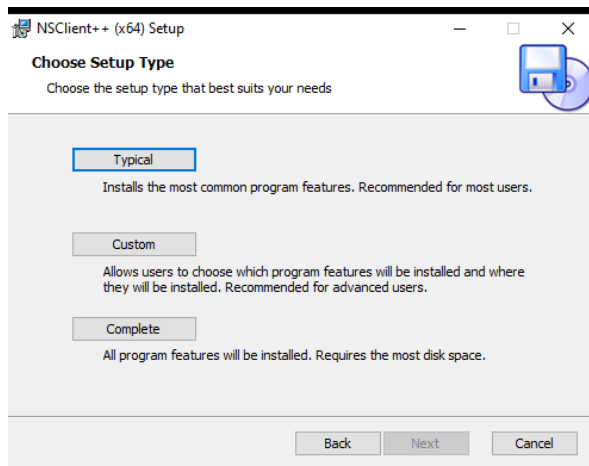 NSClient++ (x64) Setup
Choose Setup Type
Choose the setup type that best suits your needs
Typical
Installs the most common program features. Recommended for most users.
Custom
Allows users to choose which program features will be installed and where
they will be installed. Recommended for advanced users.
Complete
All program features will be installed. Requires the most disk space.
Back
Next
Cancel